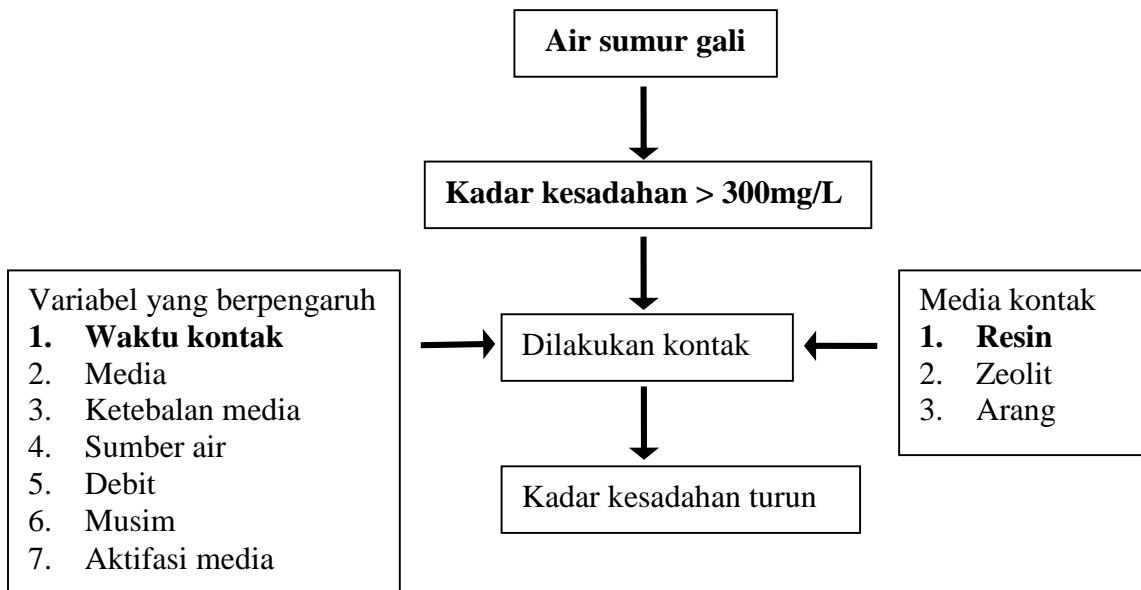 Air sumur gali
Kadar kesadahan > 300mg/L
Variabel yang berpengaruh
1. Waktu kontak
2. Media
3. Ketebalan media
4. Sumber air
5. Debit
6. Musim
7. Aktifasi media
Dilakukan kontak
Media kontak
1. Resin
2. Zeolit
3. Arang
Kadar kesadahan turun